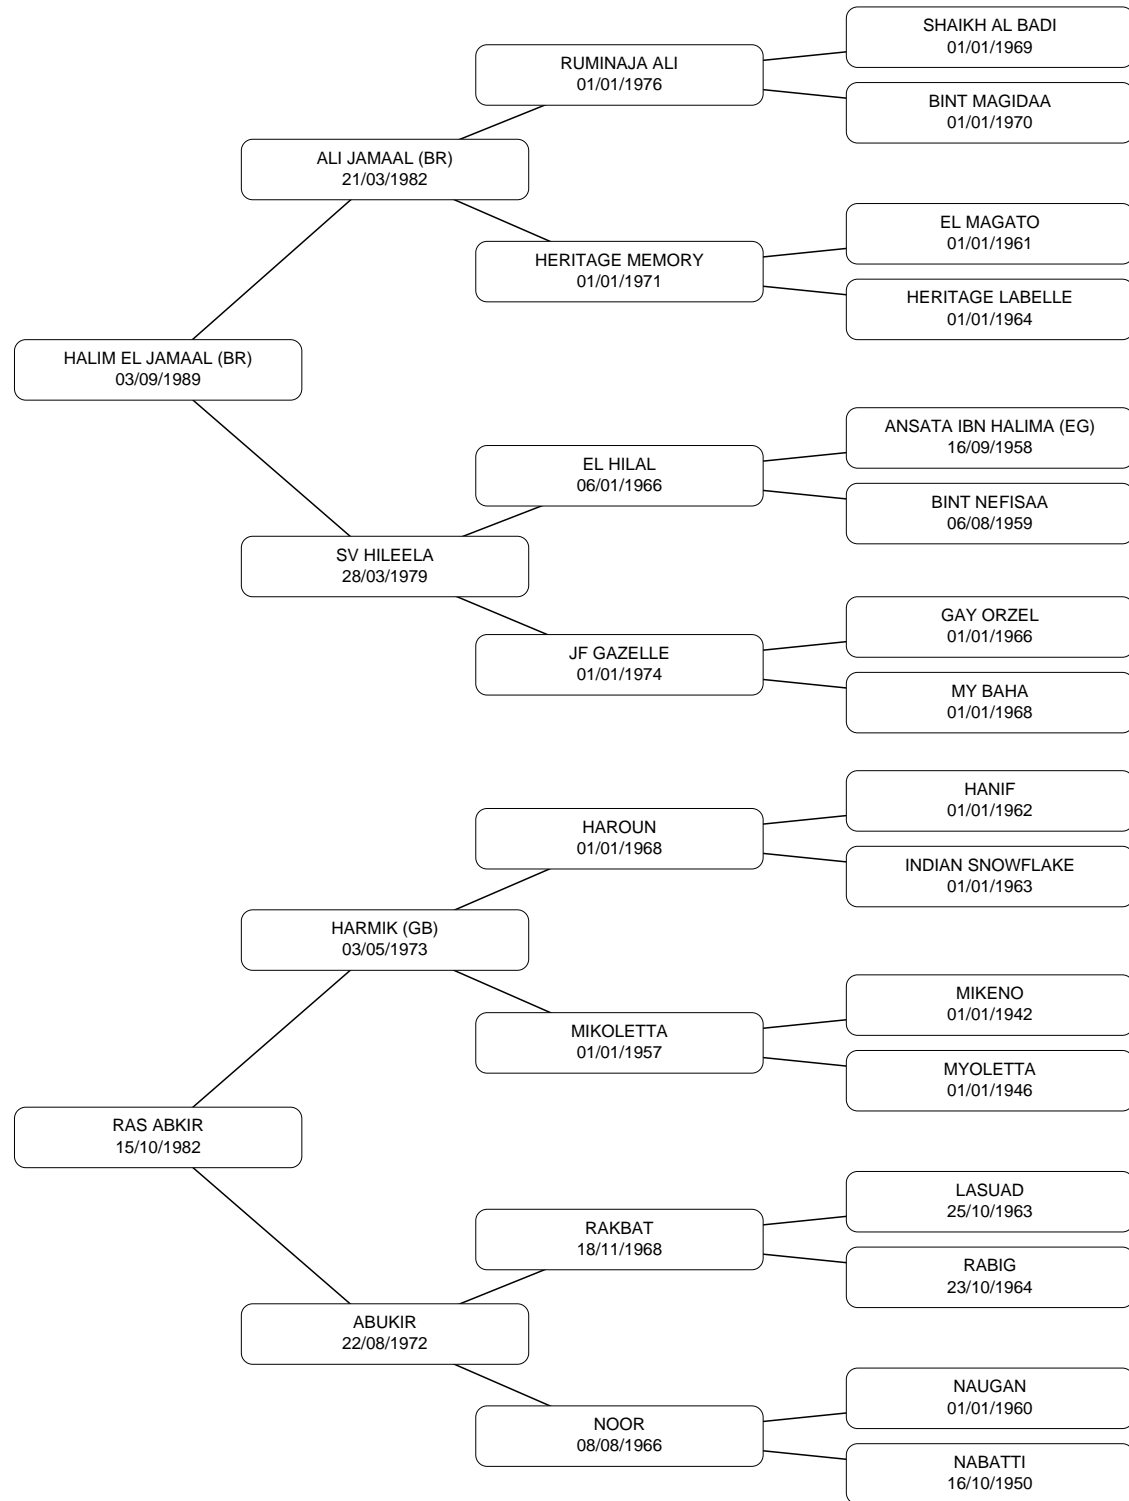 SHAIKH AL BADI
01/01/1969
RUMINAJA ALI
01/01/1976
BINT MAGIDAA
01/01/1970
ALI JAMAAL (BR)
21/03/1982
EL MAGATO
01/01/1961
HERITAGE MEMORY
01/01/1971
HERITAGE LABELLE
01/01/1964
HALIM EL JAMAAL (BR)
03/09/1989
ANSATA IBN HALIMA (EG)
16/09/1958
EL HILAL
06/01/1966
BINT NEFISAA
06/08/1959
SV HILEELA
28/03/1979
GAY ORZEL
01/01/1966
JF GAZELLE
01/01/1974
MY BAHA
01/01/1968
HANIF
01/01/1962
HAROUN
01/01/1968
INDIAN SNOWFLAKE
01/01/1963
HARMIK (GB)
03/05/1973
MIKENO
01/01/1942
MIKOLETTA
01/01/1957
MYOLETTA
01/01/1946
RAS ABKIR
15/10/1982
LASUAD
25/10/1963
RAKBAT
18/11/1968
RABIG
23/10/1964
ABUKIR
22/08/1972
NAUGAN
01/01/1960
NOOR
08/08/1966
NABATTI
16/10/1950